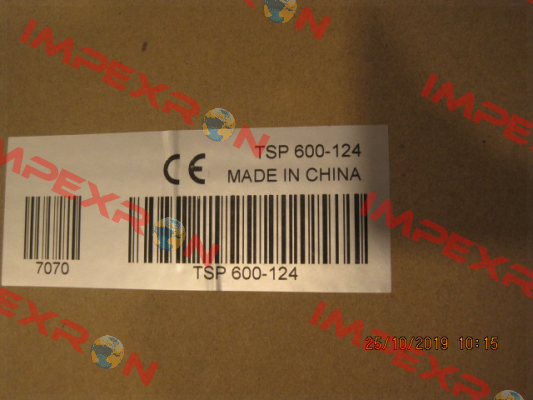 IMPEXRON
IMPEXRON
TSP 600-124
CE MADE IN CHINA
IMPEXRON
IMPEXRON
7070
TSP 600-124
IMPEXRON
IMPEXRON
25/10/2019 10:15